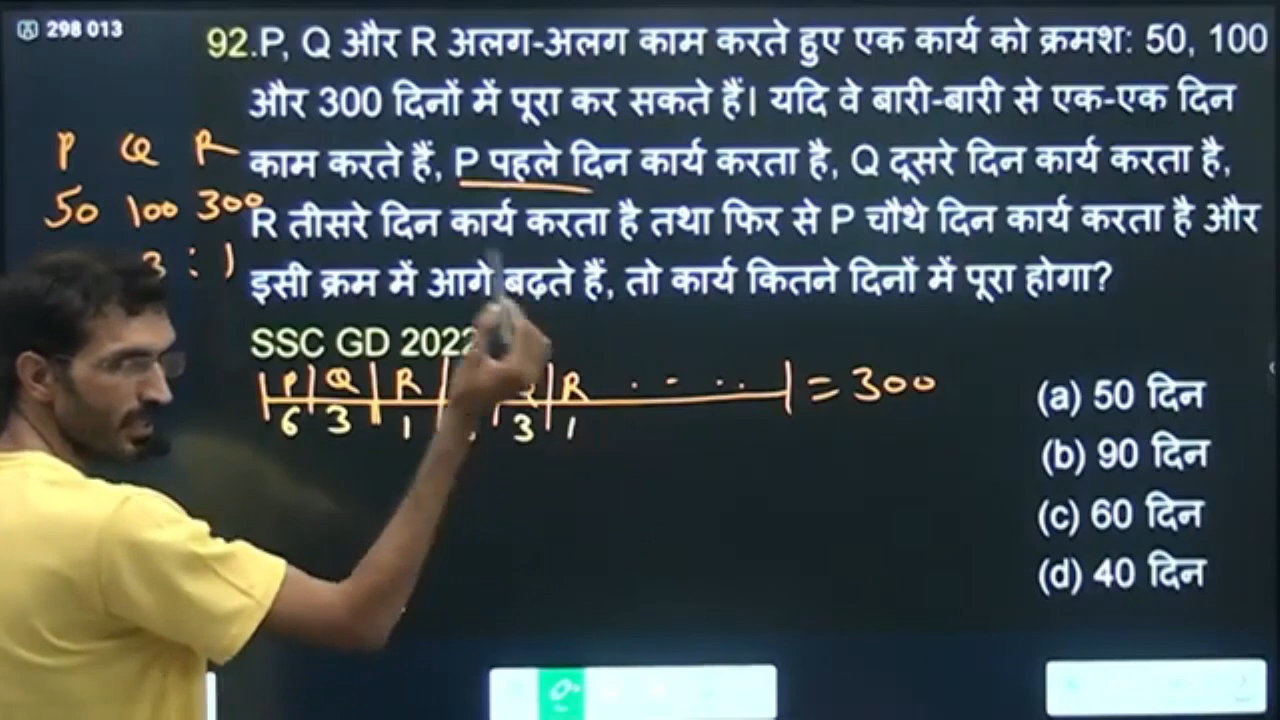 298 013
92.P, Q और R अलग-अलग काम करते हुए एक कार्य को क्रमश: 50, 100
और 300 दिनों में पूरा कर सकते हैं। यदि वे बारी-बारी से एक-एक दिन
काम करते हैं, P पहले दिन कार्य करता है, Q दूसरे दिन कार्य करता है,
R तीसरे दिन कार्य करता है तथा फिर से P चौथे दिन कार्य करता है और
इसी क्रम में आगे बढ़ते हैं, तो कार्य कितने दिनों में पूरा होगा?
P Q R
50 100 300
3 : 1
SSC GD 2022
P Q R R . - . . = 300
6 3 1 3 1
(a) 50 दिन
(b) 90 दिन
(c) 60 दिन
(d) 40 दिन